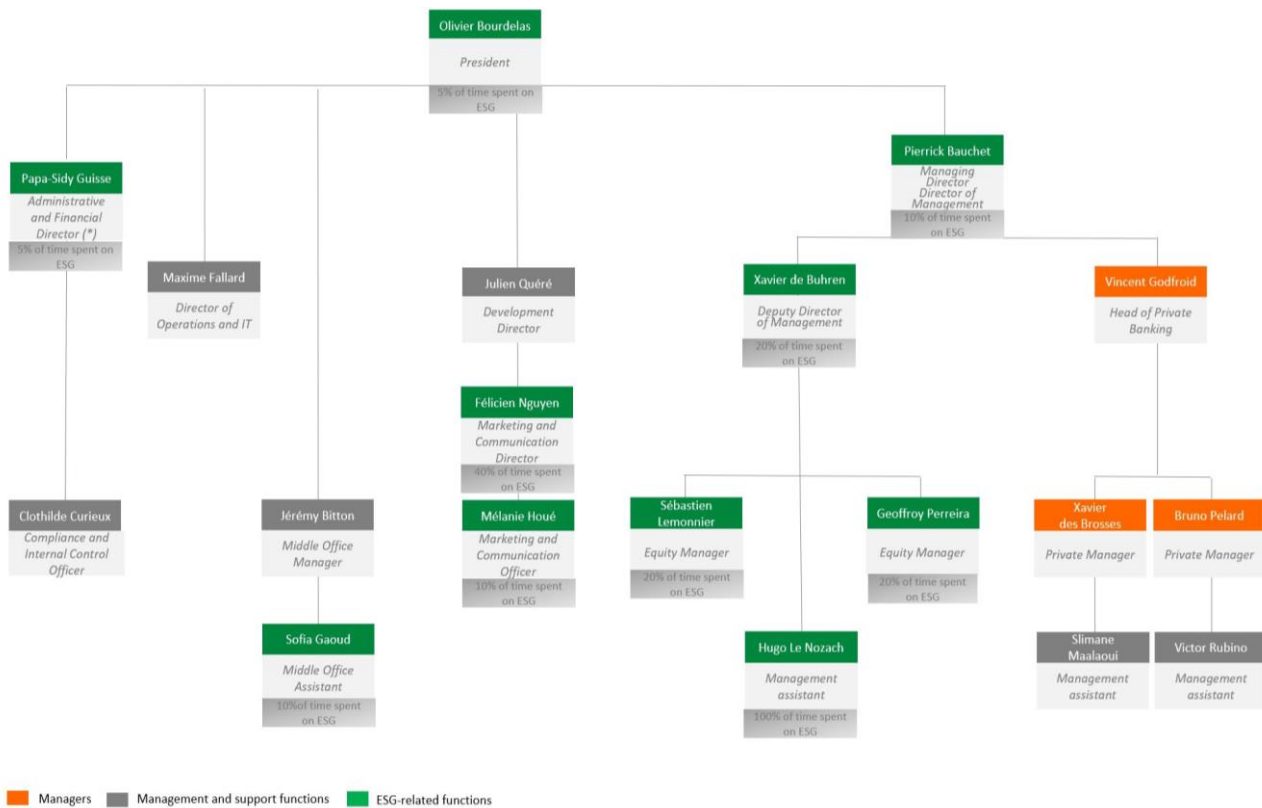 Olivier Bourdelas
President
5% of time spent on
ESG
Papa-Sidy Guisse
Administrative
and Financial
Director (*)
5% of time spent on
ESG
Pierrick Bauchet
Managing
Director
Director of
Management
10% of time spent
on ESG
Maxime Fallard
Director of
Operations and IT
Julien Quéré
Development
Director
Xavier de Buhren
Deputy Director
of Management
20% of time spent
on ESG
Vincent Godfroid
Head of Private
Banking
Félicien Nguyen
Marketing and
Communication
Director
40% of time spent
on ESG
Clothilde Curieux
Compliance and
Internal Control
Officer
Jérémy Bitton
Middle Office
Manager
Mélanie Houé
Marketing and
Communication
Officer
10% of time spent
on ESG
Sébastien
Lemonnier
Equity Manager
20% of time spent
on ESG
Geoffroy Perreira
Equity Manager
20% of time spent
on ESG
Xavier
des Brosses
Private Manager
Bruno Pelard
Private Manager
Sofia Gaoud
Middle Office
Assistant
10%of time spent
on ESG
Hugo Le Nozach
Management
assistant
100% of time spent
on ESG
Slimane
Maalaoui
Management
assistant
Victor Rubino
Management
assistant
Managers
Management and support functions
ESG-related functions